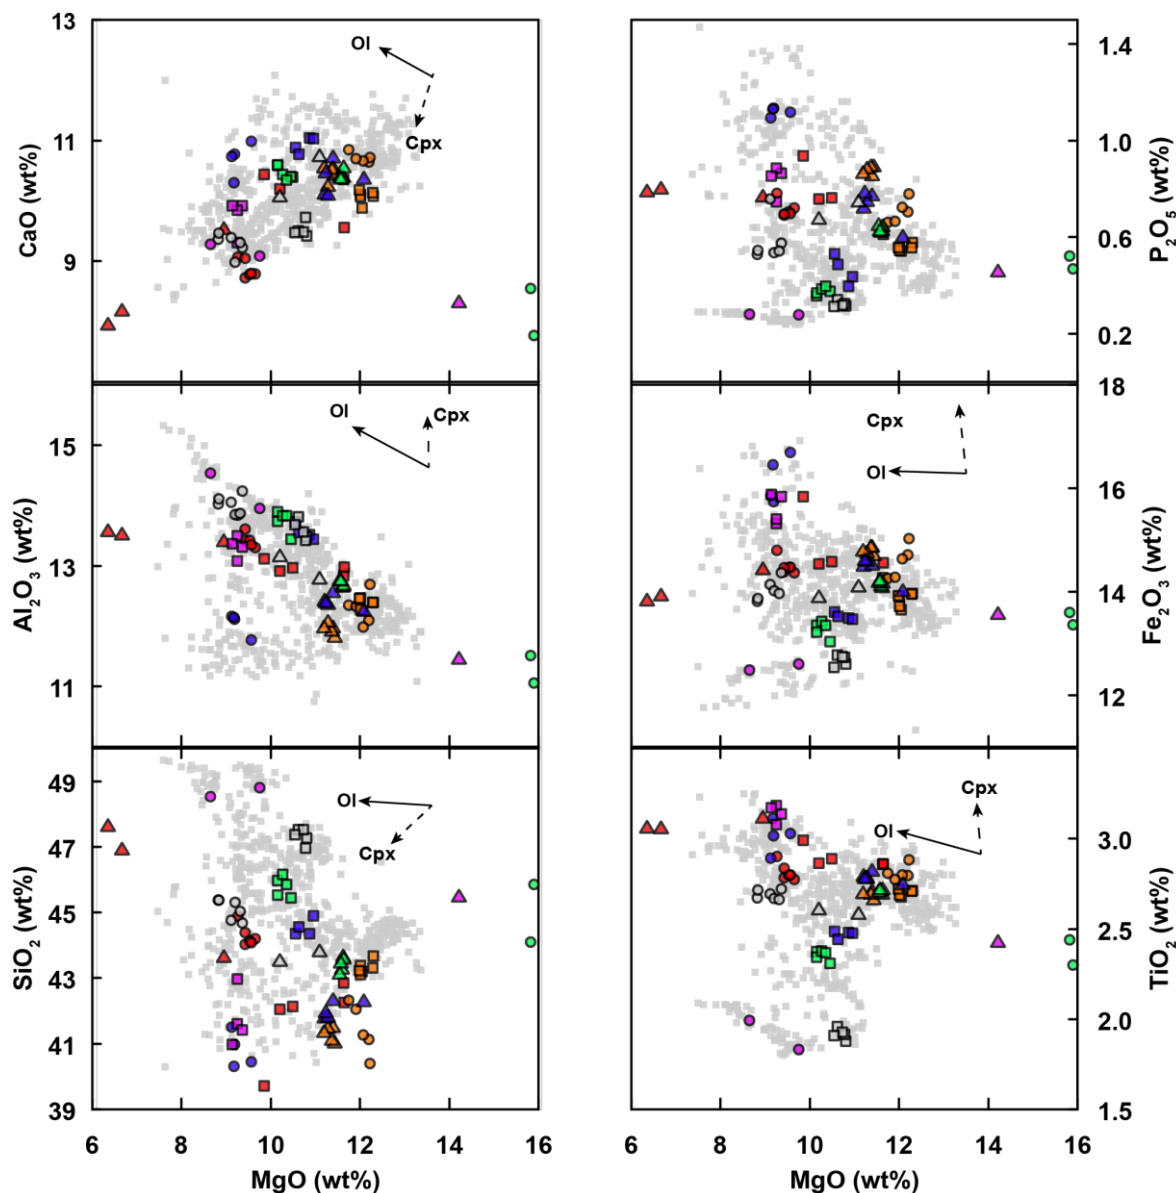 13
11
9
CaO (wt%)
Ol
Cpx
1.4
1.0
0.6
0.2
P2O5 (wt%)
15
13
11
Al2O3 (wt%)
Ol
Cpx
18
16
14
12
Fe2O3 (wt%)
Cpx
Ol
49
47
45
43
41
39
SiO2 (wt%)
Ol
Cpx
3.0
2.5
2.0
1.5
TiO2 (wt%)
Cpx
Ol
6 8 10 12 14 16
MgO (wt%)
6 8 10 12 14 16
MgO (wt%)